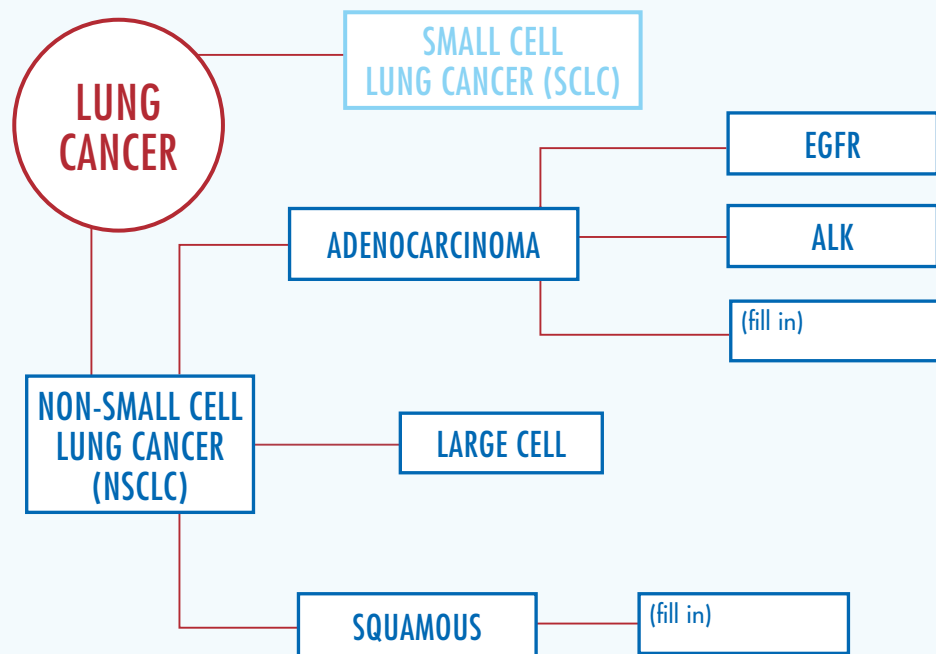 LUNG
CANCER
SMALL CELL
LUNG CANCER (SCLC)
EGFR
ADENOCARCINOMA
ALK
(fill in)
NON-SMALL CELL
LUNG CANCER
(NSCLC)
LARGE CELL
SQUAMOUS
(fill in)